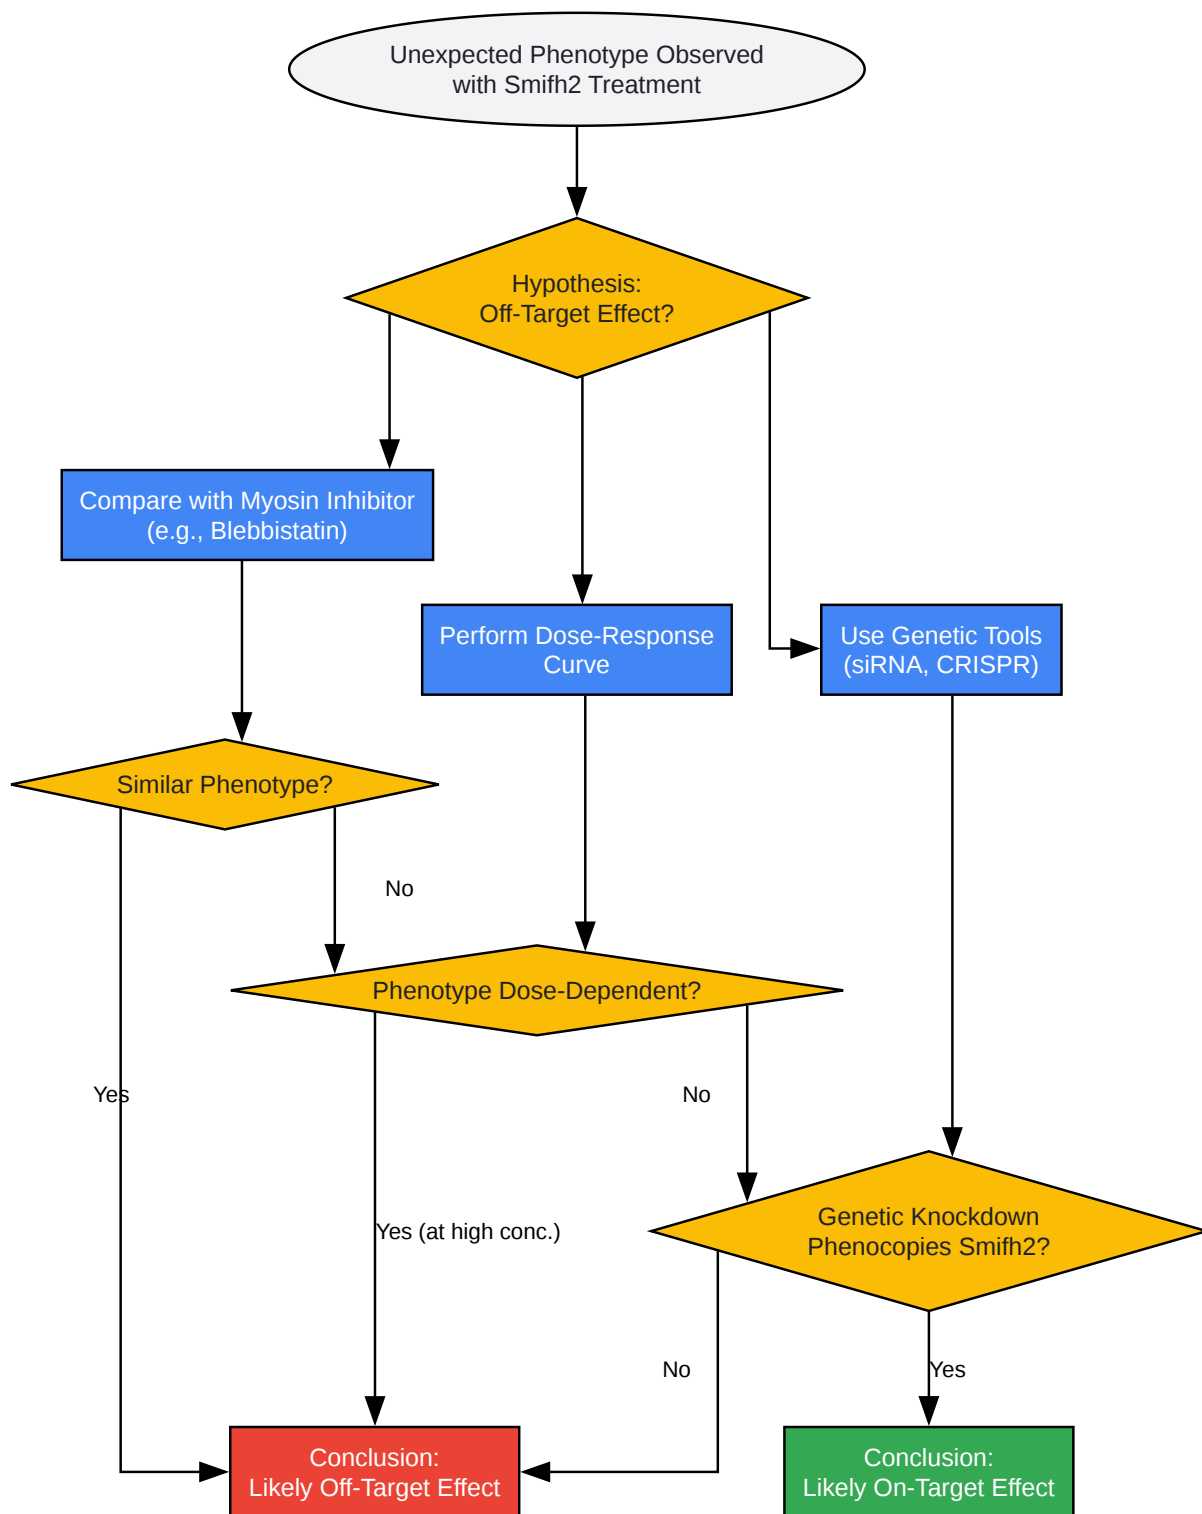 Unexpected Phenotype Observed
with Smifh2 Treatment
Hypothesis:
Off-Target Effect?
Compare with Myosin Inhibitor
(e.g., Blebbistatin)
Perform Dose-Response
Curve
Use Genetic Tools
(siRNA, CRISPR)
Similar Phenotype?
No
Phenotype Dose-Dependent?
Yes
No
Yes (at high conc.)
Genetic Knockdown
Phenocopies Smifh2?
No
Yes
Conclusion:
Likely Off-Target Effect
Conclusion:
Likely On-Target Effect